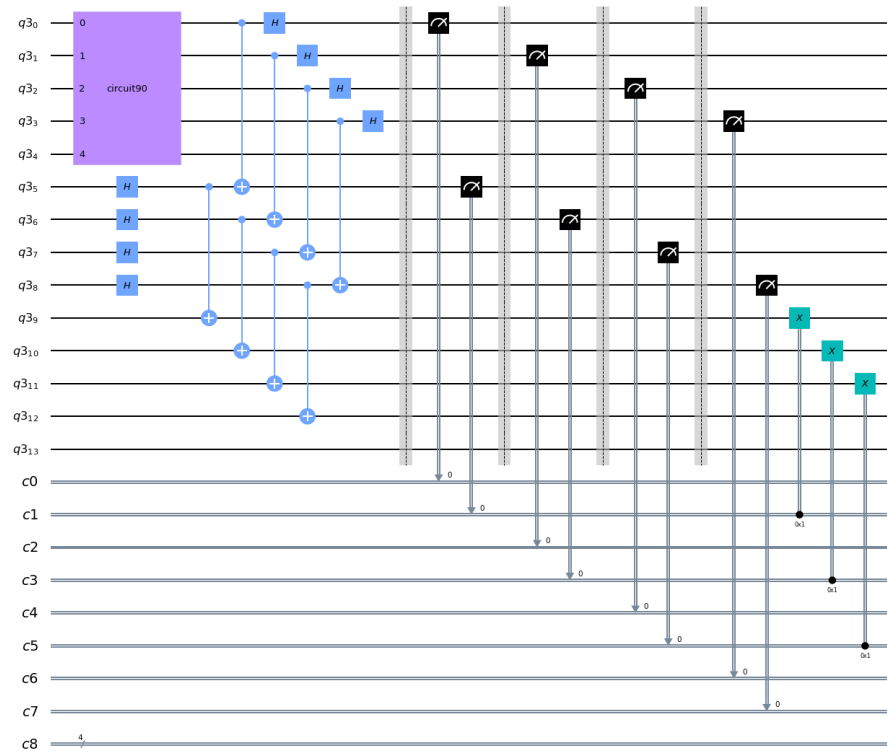 q3₀ 0 H
q3₁ 1 H
q3₂ 2 circuit90 H
q3₃ 3 H
q3₄ 4
q3₅ H
q3₆ H
q3₇ H
q3₈ H
q3₉ X
q3₁₀ X
q3₁₁ X
q3₁₂
q3₁₃
c0 0
c1 0 0x1
c2 0
c3 0 0x1
c4 0
c5 0 0x1
c6 0
c7 0
c8 4